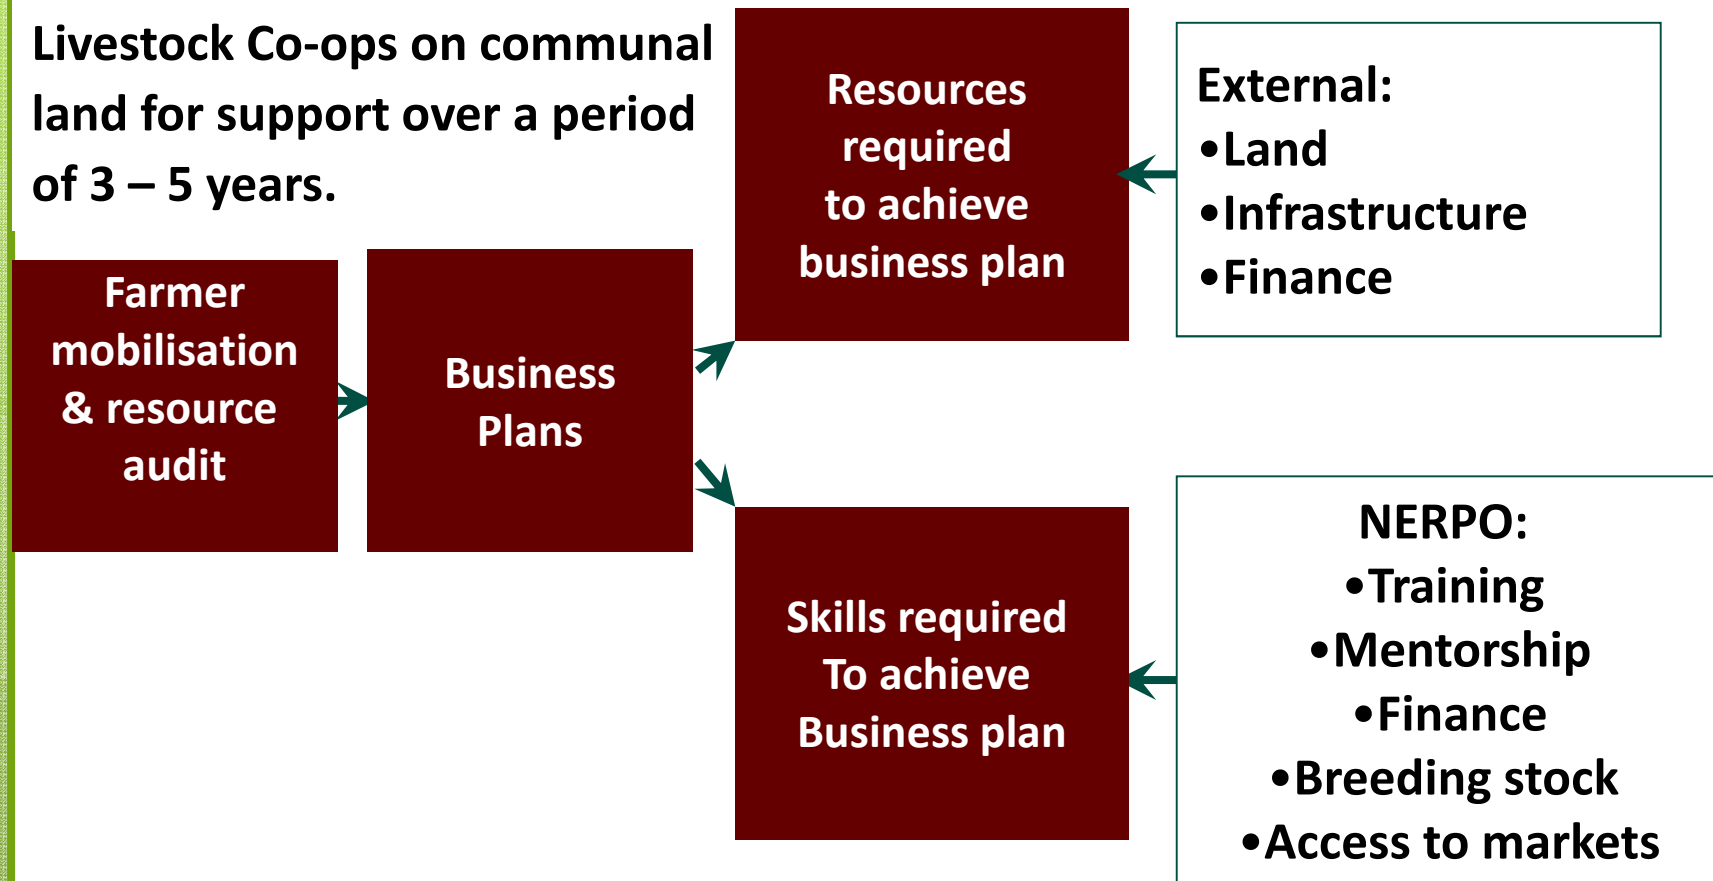 Livestock Co-ops on communal
land for support over a period
of 3 – 5 years.
Farmer
mobilisation
& resource
audit
Business
Plans
Resources
required
to achieve
business plan
External:
•Land
•Infrastructure
•Finance
Skills required
To achieve
Business plan
NERPO:
•Training
•Mentorship
•Finance
•Breeding stock
•Access to markets